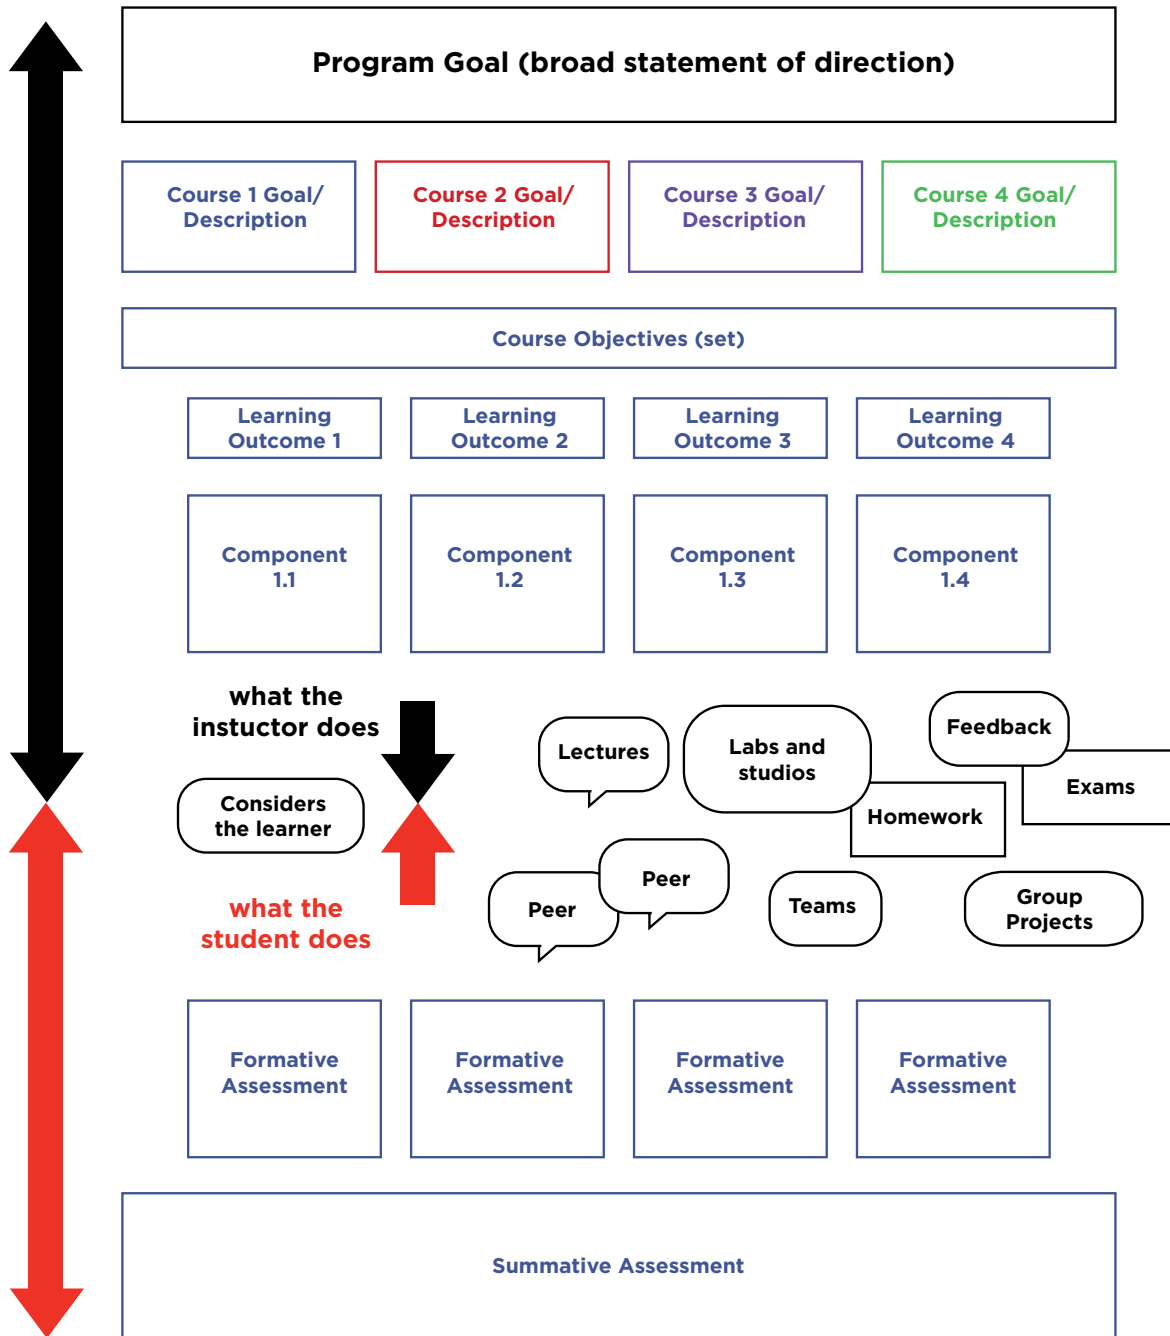 Program Goal (broad statement of direction)
Course 1 Goal/
Description
Course 2 Goal/
Description
Course 3 Goal/
Description
Course 4 Goal/
Description
Course Objectives (set)
Learning
Outcome 1
Learning
Outcome 2
Learning
Outcome 3
Learning
Outcome 4
Component
1.1
Component
1.2
Component
1.3
Component
1.4
what the
instuctor does
Considers
the learner
what the
student does
Lectures
Labs and
studios
Feedback
Exams
Homework
Peer
Peer
Teams
Group
Projects
Formative
Assessment
Formative
Assessment
Formative
Assessment
Formative
Assessment
Summative Assessment